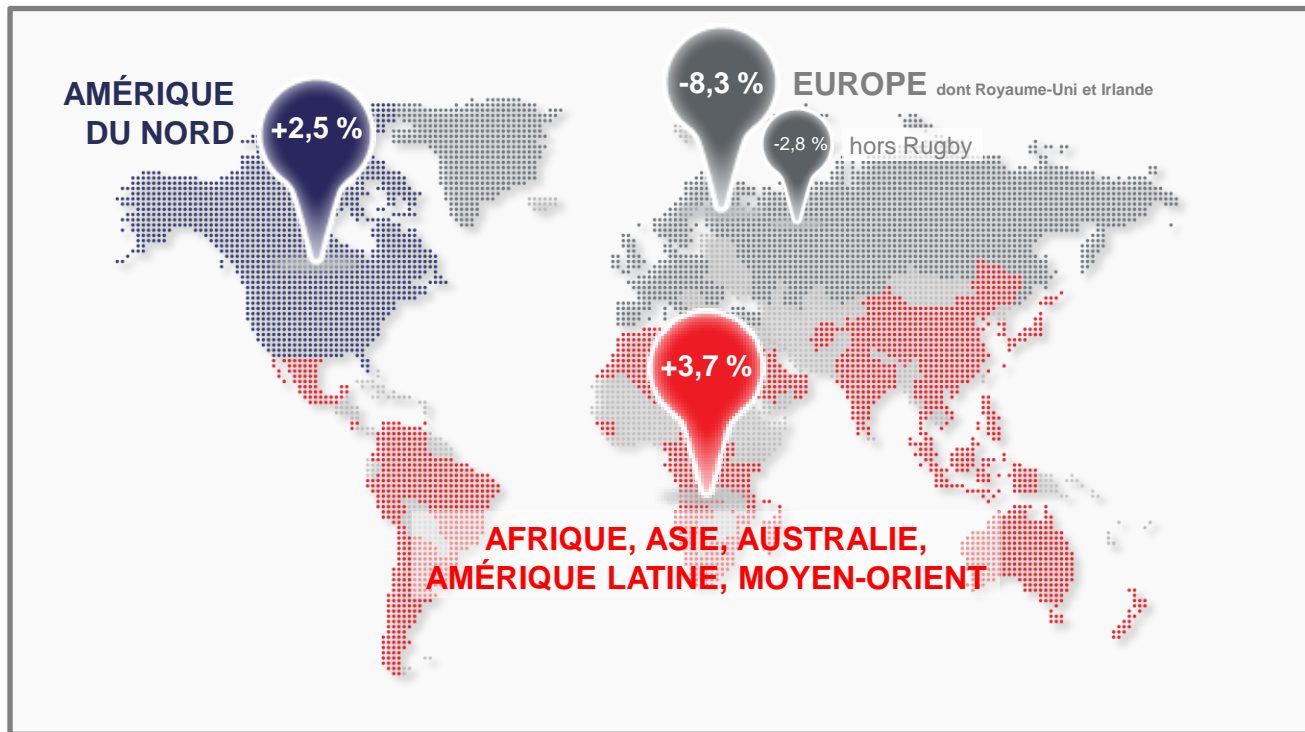 AMÉRIQUE
DU NORD
+2,5 %
-8,3 %
EUROPE dont Royaume-Uni et Irlande
-2,8 %
hors Rugby
+3,7 %
AFRIQUE, ASIE, AUSTRALIE,
AMÉRIQUE LATINE, MOYEN-ORIENT